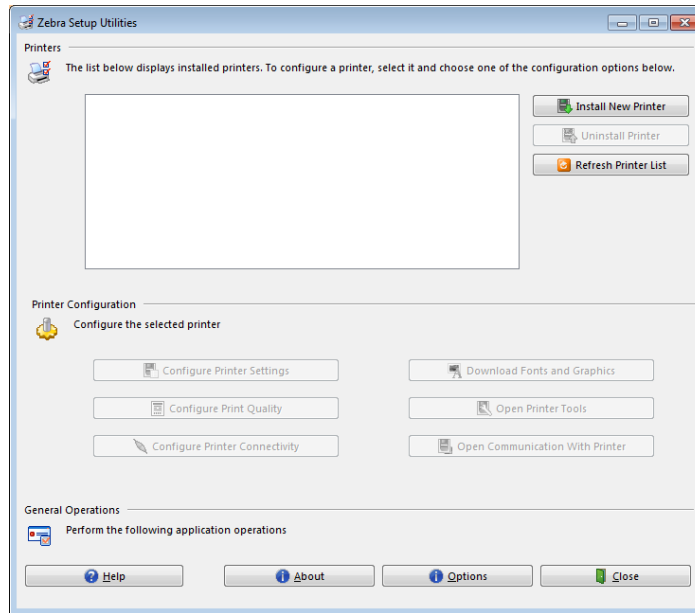 Zebra Setup Utilities
Printers
The list below displays installed printers. To configure a printer, select it and choose one of the configuration options below.
Install New Printer
Uninstall Printer
Refresh Printer List
Printer Configuration
Configure the selected printer
Configure Printer Settings
Download Fonts and Graphics
Configure Print Quality
Open Printer Tools
Configure Printer Connectivity
Open Communication With Printer
General Operations
Perform the following application operations
Help
About
Options
Close